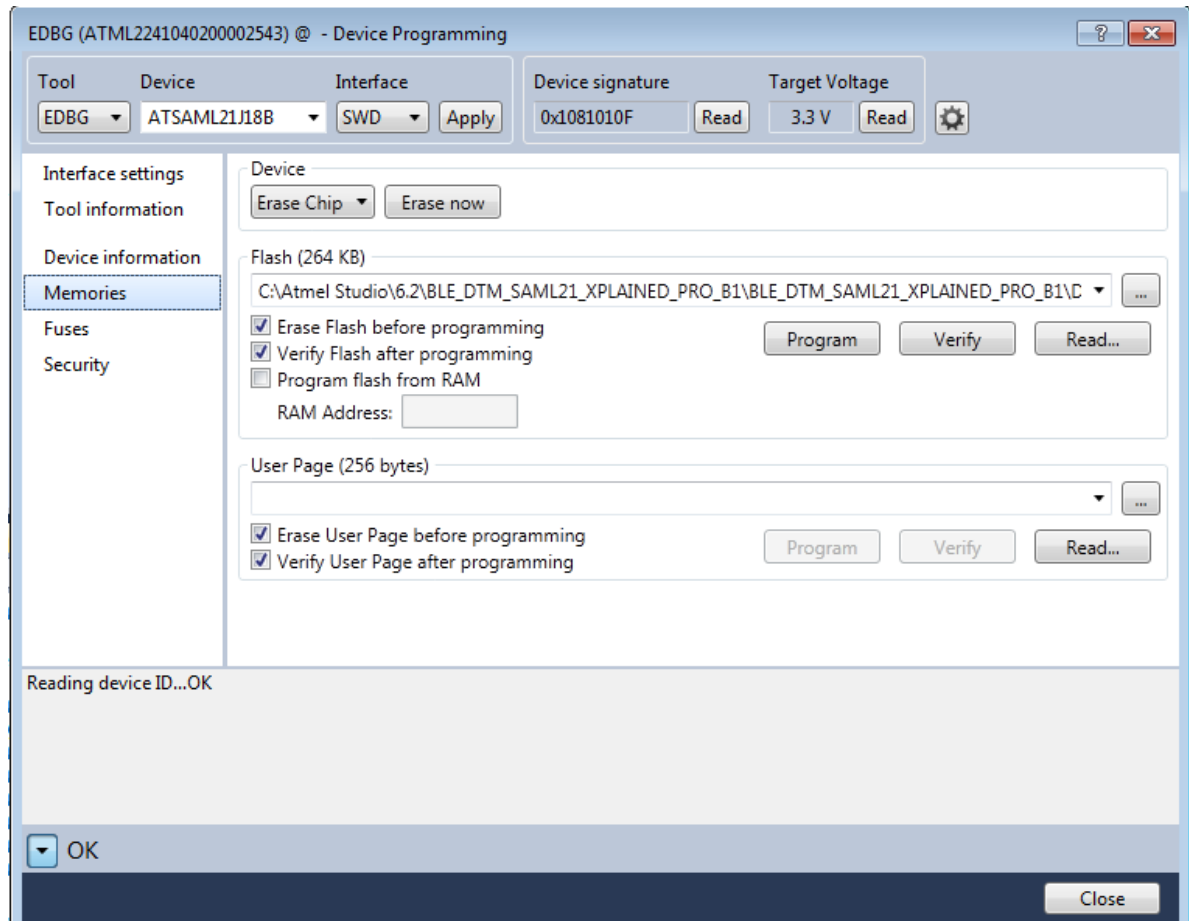 EDBG (ATML2241040200002543) @  - Device Programming
?
Tool Device Interface Device signature Target Voltage
EDBG ATSAML21J18B SWD Apply 0x1081010F Read 3.3 V Read
Interface settings
Tool information
Device information
Memories
Fuses
Security
Device
Erase Chip Erase now
Flash (264 KB)
C:\Atmel Studio\6.2\BLE_DTM_SAML21_XPLAINED_PRO_B1\BLE_DTM_SAML21_XPLAINED_PRO_B1\D ...
Erase Flash before programming
Verify Flash after programming
Program flash from RAM
RAM Address:
Program Verify Read...
User Page (256 bytes)
...
Erase User Page before programming
Verify User Page after programming
Program Verify Read...
Reading device ID...OK
OK
Close